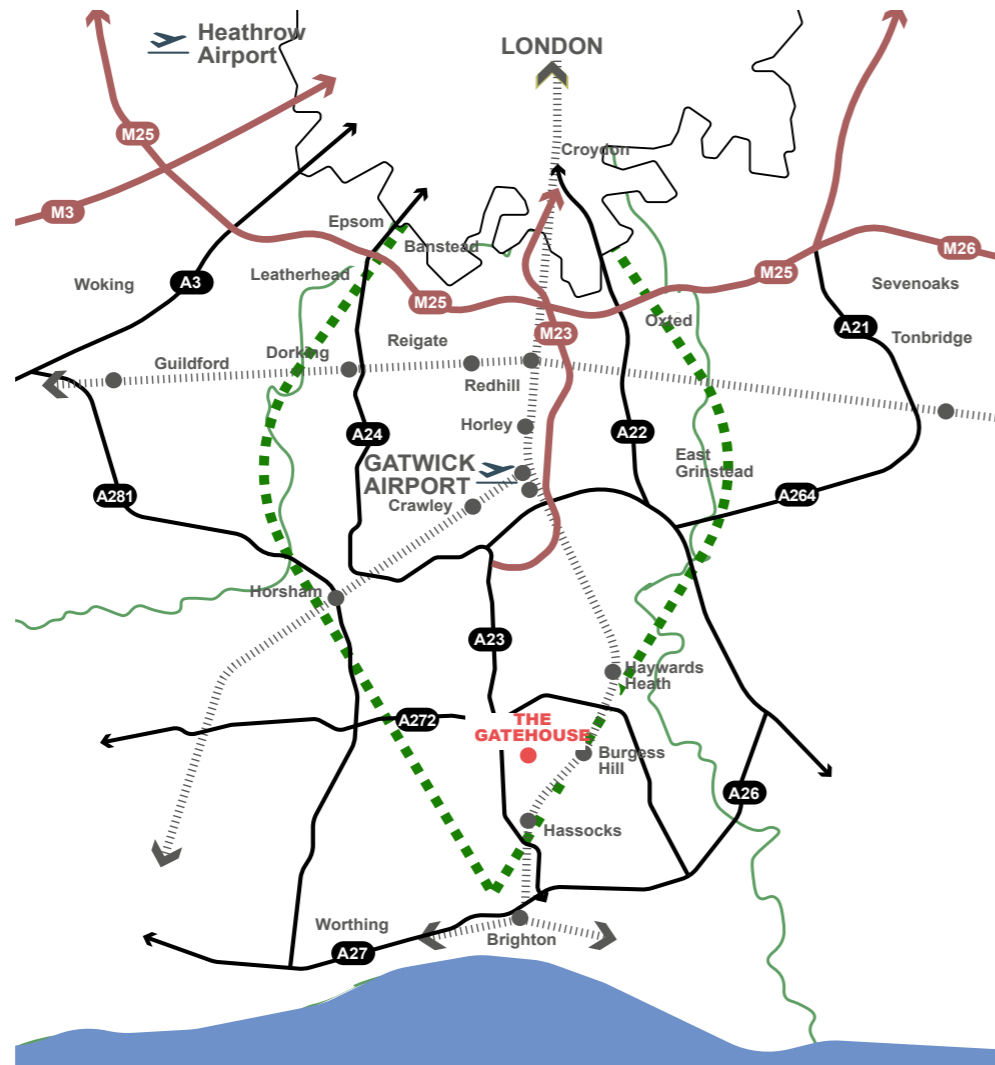 Heathrow
Airport
LONDON
M25
Croydon
M3
Epsom
Banstead
M26
Woking
A3
Leatherhead
M25
M25
Sevenoaks
Oxted
A21
M23
Tonbridge
Reigate
Dorking
Guildford
Redhill
Horley
A24
A22
GATWICK
AIRPORT
East
Grinstead
A281
A264
Crawley
Horsham
A23
Haywards
Heath
A272
THE
GATEHOUSE
Burgess
Hill
A26
Hassocks
Worthing
Brighton
A27